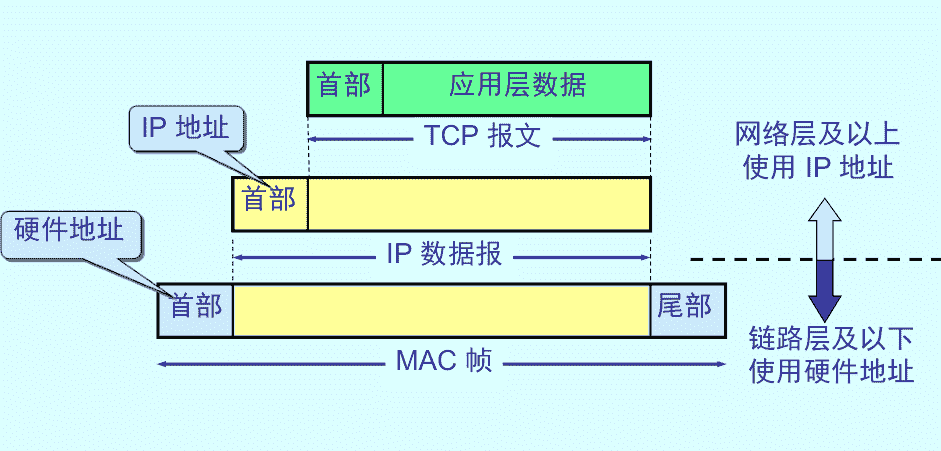 首部
应用层数据
IP 地址
TCP 报文
网络层及以上
使用 IP 地址
首部
硬件地址
IP 数据报
首部
尾部
链路层及以下
使用硬件地址
MAC 帧